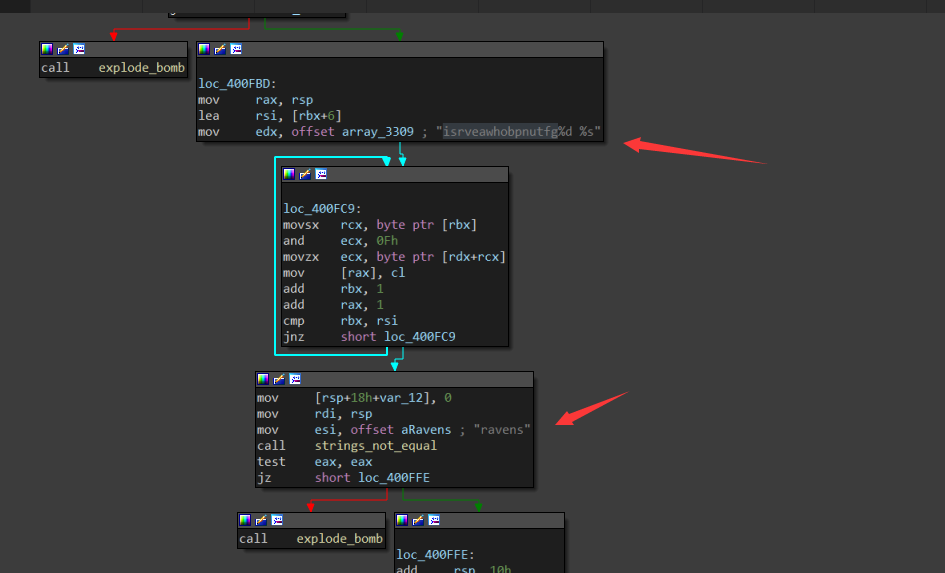 call explode_bomb
loc_400FBD:
mov rax, rsp
lea rsi, [rbx+6]
mov edx, offset array_3309 ; "isrveawhobpnutfg%d %s"
loc_400FC9:
movsx rcx, byte ptr [rbx]
and ecx, 0Fh
movzx ecx, byte ptr [rdx+rcx]
mov [rax], cl
add rbx, 1
add rax, 1
cmp rbx, rsi
jnz short loc_400FC9
mov [rsp+18h+var_12], 0
mov rdi, rsp
mov esi, offset aRavens ; "ravens"
call strings_not_equal
test eax, eax
jz short loc_400FFE
call explode_bomb
loc_400FFE:
add rsp, 10h